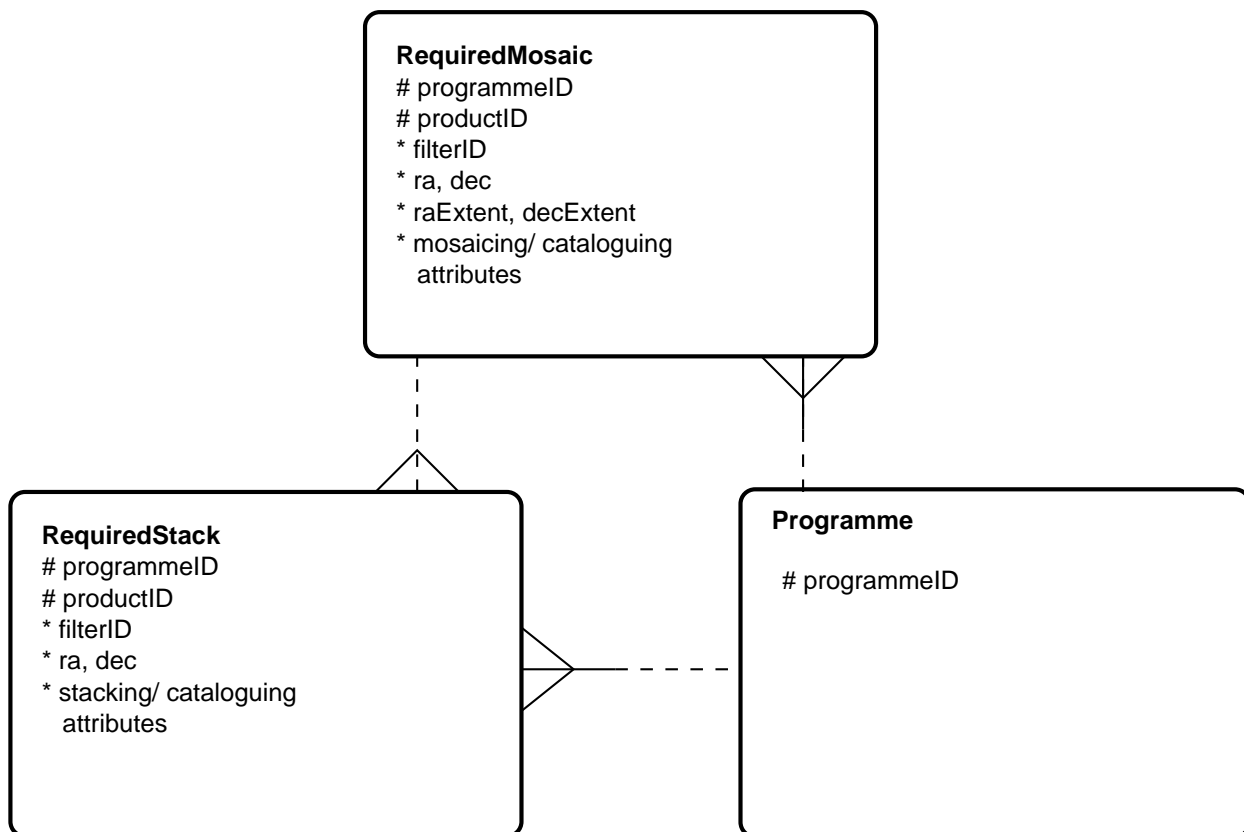 RequiredMosaic
# programmeID
# productID
* filterID
* ra, dec
* raExtent, decExtent
* mosaicing/ cataloguing
attributes
RequiredStack
# programmeID
# productID
* filterID
* ra, dec
* stacking/ cataloguing
attributes
Programme
# programmeID